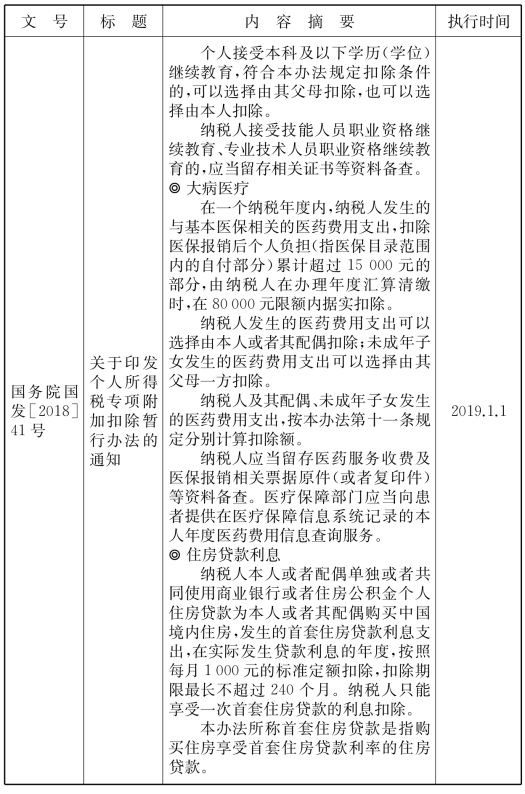 文 号 标 题 内 容 摘 要 执行时间
国务院国
发[2018]
41号
关于印发
个人所得
税专项附
加扣除暂
行办法的
通知
个人接受本科及以下学历(学位)
继续教育,符合本办法规定扣除条件
的,可以选择由其父母扣除,也可以选
择由本人扣除。
纳税人接受技能人员职业资格继
续教育、专业技术人员职业资格继续教
育的,应当留存相关证书等资料备查。
◎ 大病医疗
在一个纳税年度内,纳税人发生的
与基本医保相关的医药费用支出,扣除
医保报销后个人负担(指医保目录范围
内的自付部分)累计超过 15 000 元的
部分,由纳税人在办理年度汇算清缴
时,在 80 000 元限额内据实扣除。
纳税人发生的医药费用支出可以
选择由本人或者其配偶扣除;未成年子
女发生的医药费用支出可以选择由其
父母一方扣除。
纳税人及其配偶、未成年子女发生
的医药费用支出,按本办法第十一条规
定分别计算扣除额。
纳税人应当留存医药服务收费及
医保报销相关票据原件(或者复印件)
等资料备查。医疗保障部门应当向患
者提供在医疗保障信息系统记录的本
人年度医药费用信息查询服务。
◎ 住房贷款利息
纳税人本人或者配偶单独或者共
同使用商业银行或者住房公积金个人
住房贷款为本人或者其配偶购买中国
境内住房,发生的首套住房贷款利息支
出,在实际发生贷款利息的年度,按照
每月 1 000 元的标准定额扣除,扣除期
限最长不超过 240 个月。纳税人只能
享受一次首套住房贷款的利息扣除。
本办法所称首套住房贷款是指购
买住房享受首套住房贷款利率的住房
贷款。
2019.1.1